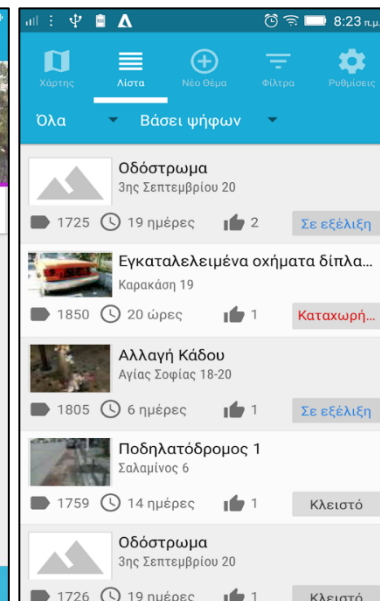 8:23 π.μ.
Χάρτης Λίστα Νέο Θέμα Φίλτρα Ρυθμίσεις
Όλα Βάσει ψήφων
Οδόστρωμα
3ης Σεπτεμβρίου 20
1725 19 ημέρες 2 Σε εξέλιξη
Εγκαταλελειμένα οχήματα δίπλα...
Καρακάση 19
1850 20 ώρες 1 Καταχωρή...
Αλλαγή Κάδου
Αγίας Σοφίας 18-20
1805 6 ημέρες 1 Σε εξέλιξη
Ποδηλατόδρομος 1
Σαλαμίνος 6
1759 14 ημέρες 1 Κλειστό
Οδόστρωμα
3ης Σεπτεμβρίου 20
1726 19 ημέρες 1 Κλειστό